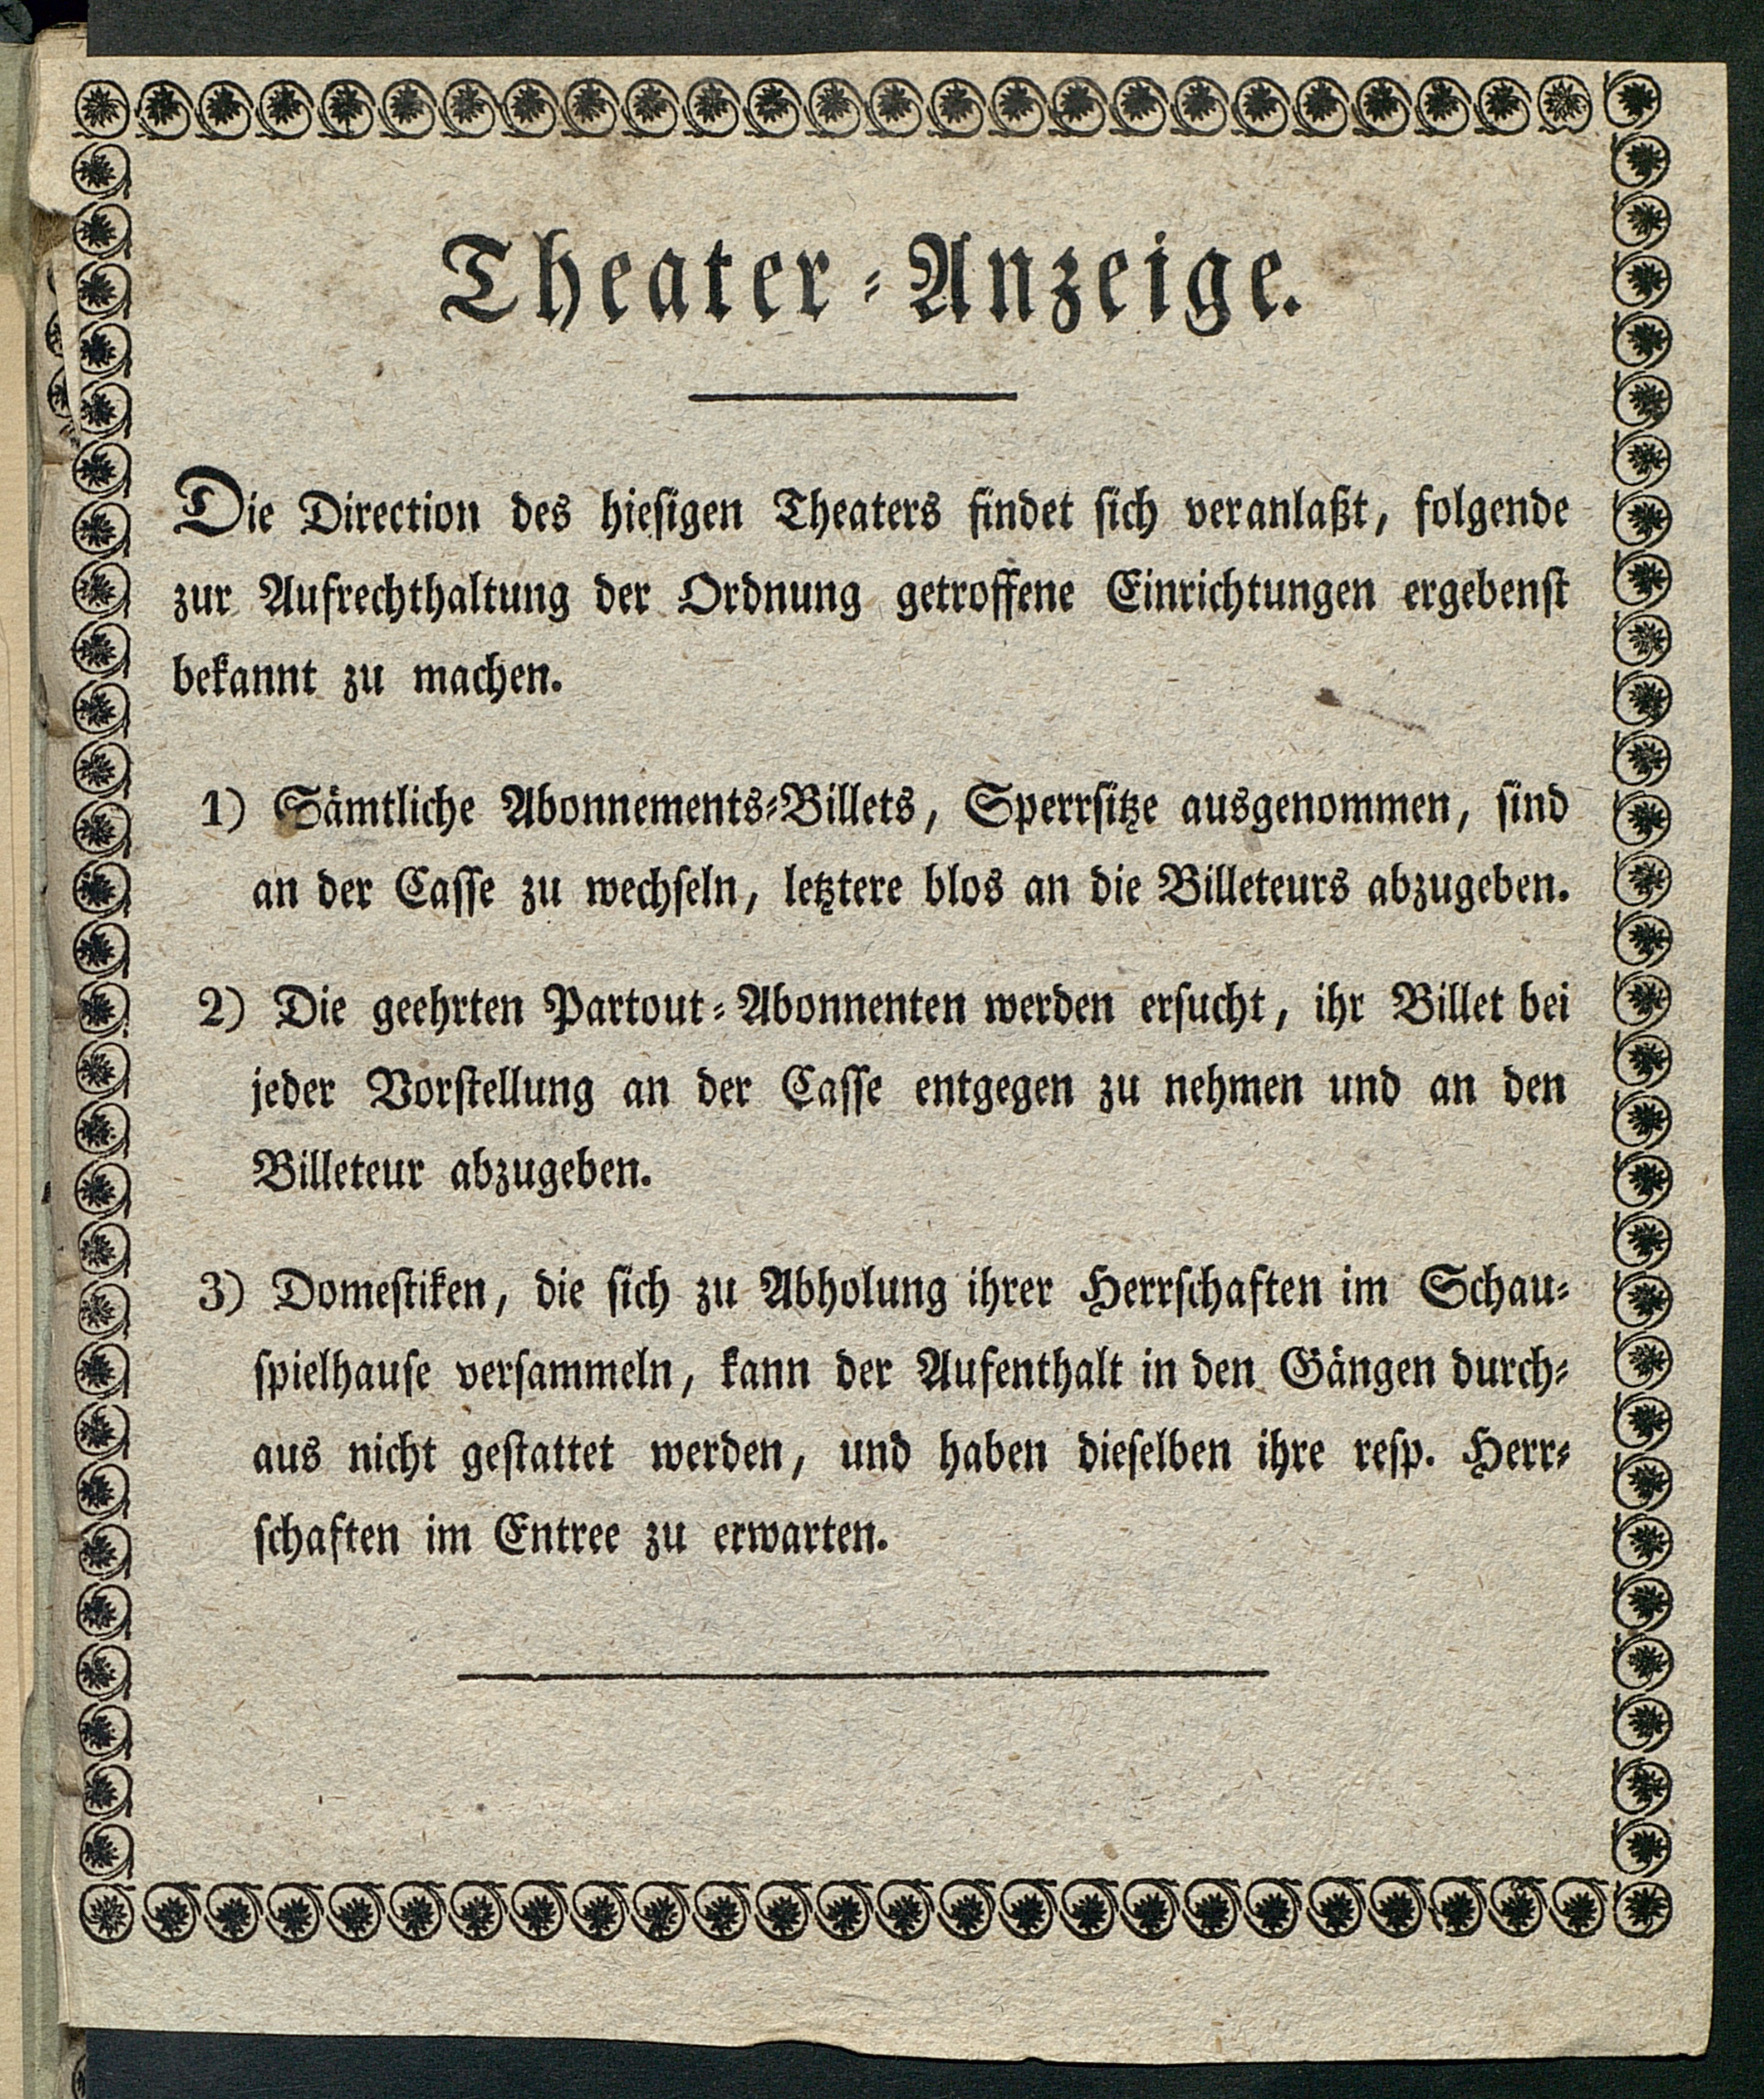 Theater-Anzeige.
Die Direction des hiesigen Theaters findet sich veranlaßt, folgende
zur Aufrechthaltung der Ordnung getroffene Einrichtungen ergebenst
bekannt zu machen.
1) Sämtliche Abonnements-Billets, Sperrsitze ausgenommen, sind
an der Casse zu wechseln, letztere blos an die Billeteurs abzugeben.
2) Die geehrten Partout-Abonnenten werden ersucht, ihr Billet bei
jeder Vorstellung an der Casse entgegen zu nehmen und an den
Billeteur abzugeben.
3) Domestiken, die sich zu Abholung ihrer Herrschaften im Schau-
spielhause versammeln, kann der Aufenthalt in den Gängen durch-
aus nicht gestattet werden, und haben dieselben ihre resp. Herr-
schaften im Entree zu erwarten.